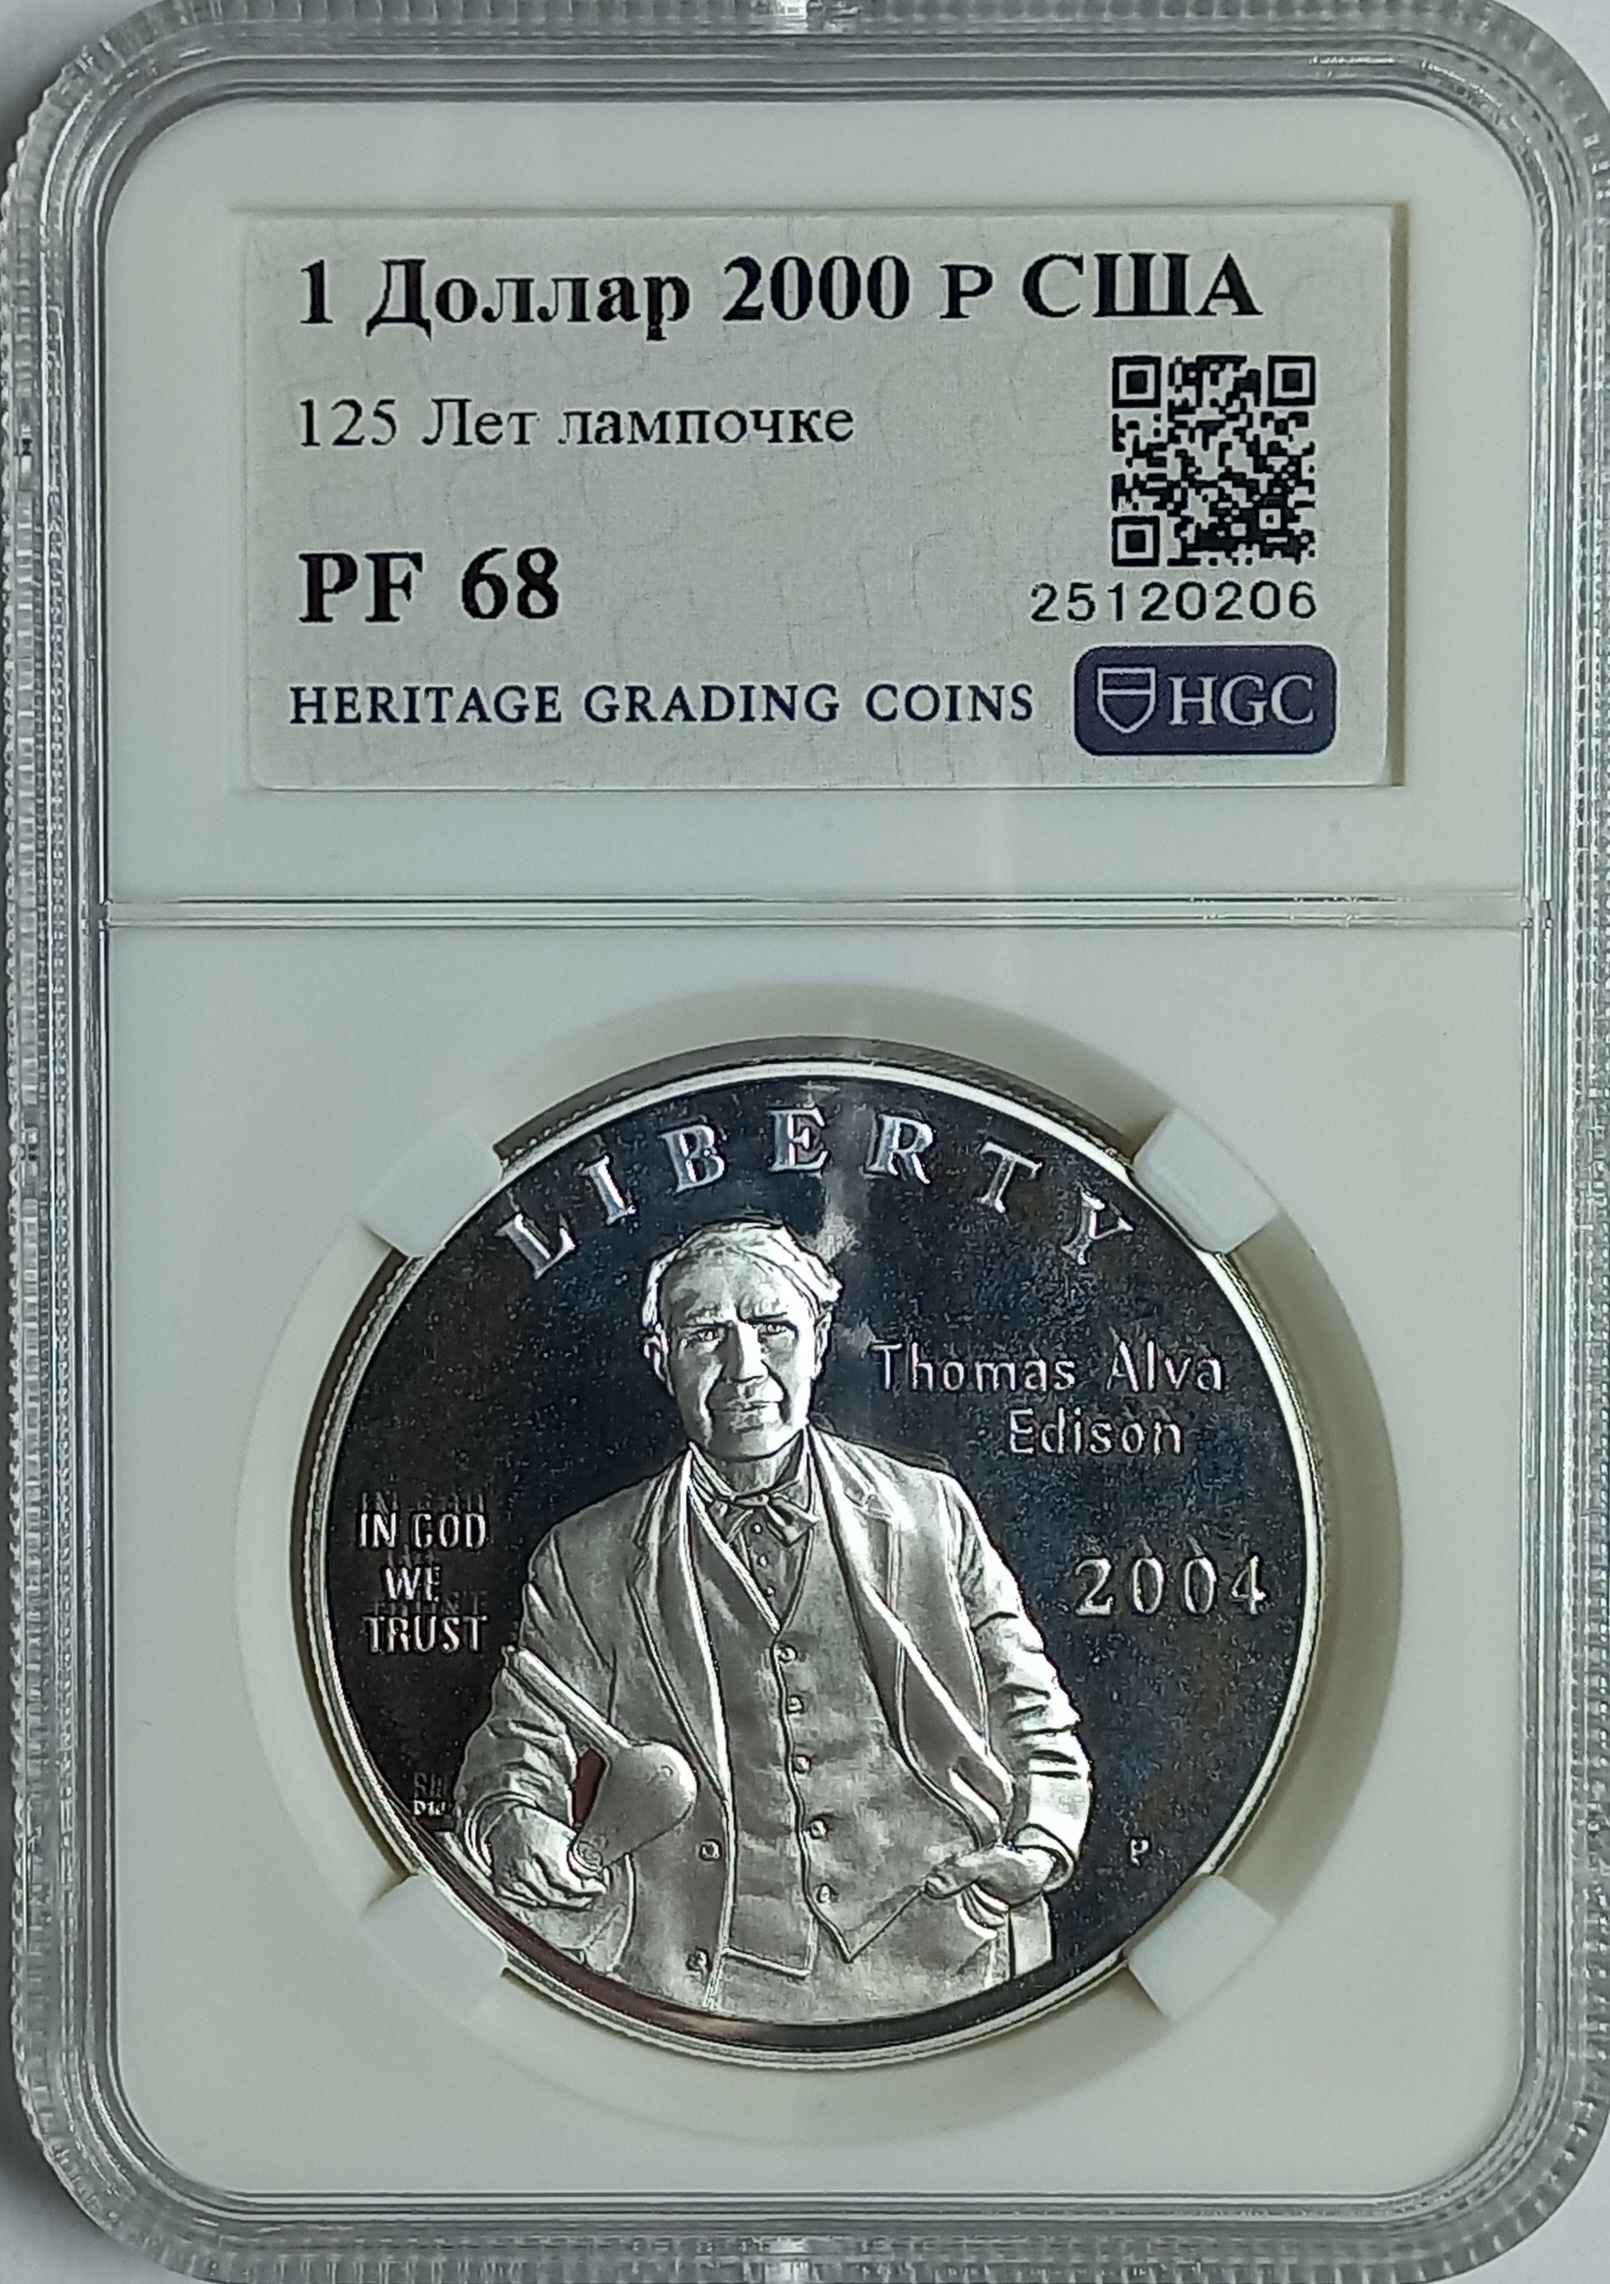 1 Доллар 2000 P США
125 Лет лампочке
PF 68
25120206
HERITAGE GRADING COINS
HGC
LIBERTY
Thomas Alva
Edison
IN GOD
WE
TRUST
2004
P